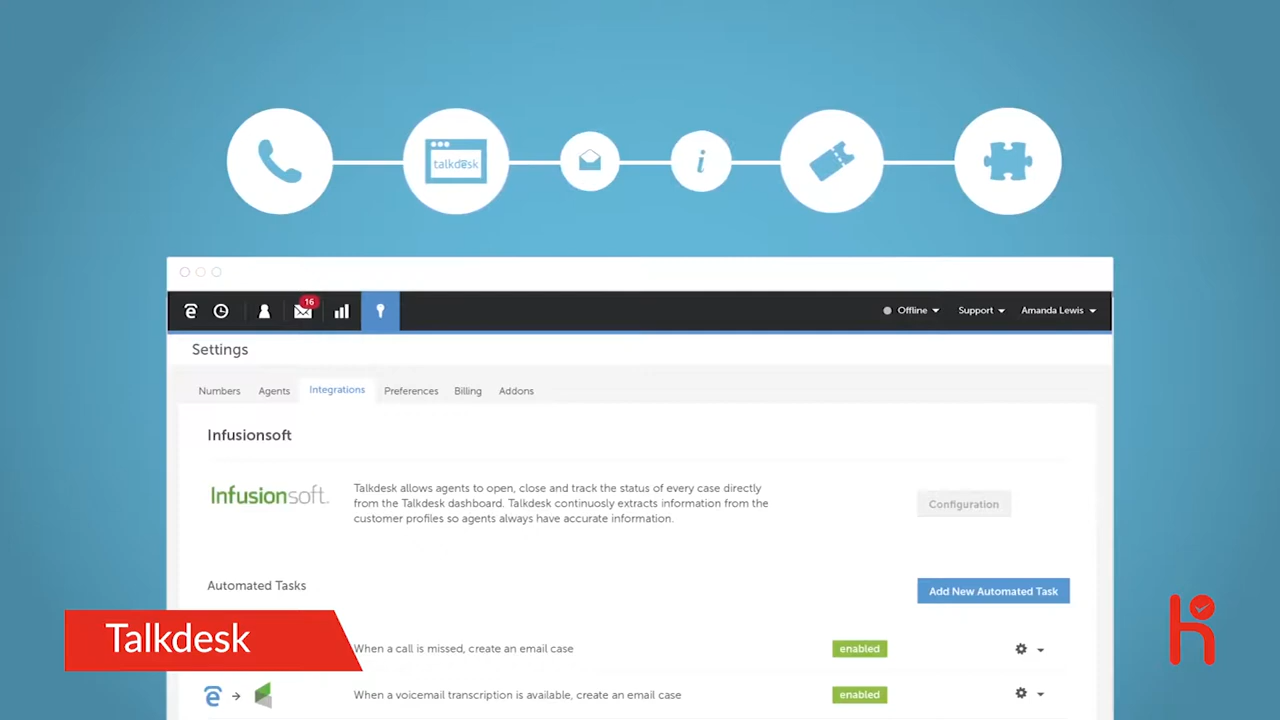 talkdesk
i
16
Offline Support Amanda Lewis
Settings
Numbers Agents Integrations Preferences Billing Addons
Infusionsoft
Infusionsoft.
Talkdesk allows agents to open, close and track the status of every case directly
from the Talkdesk dashboard. Talkdesk continuosly extracts information from the
customer profiles so agents always have accurate information.
Configuration
Automated Tasks
Add New Automated Task
When a call is missed, create an email case
enabled
When a voicemail transcription is available, create an email case
enabled
Talkdesk
h